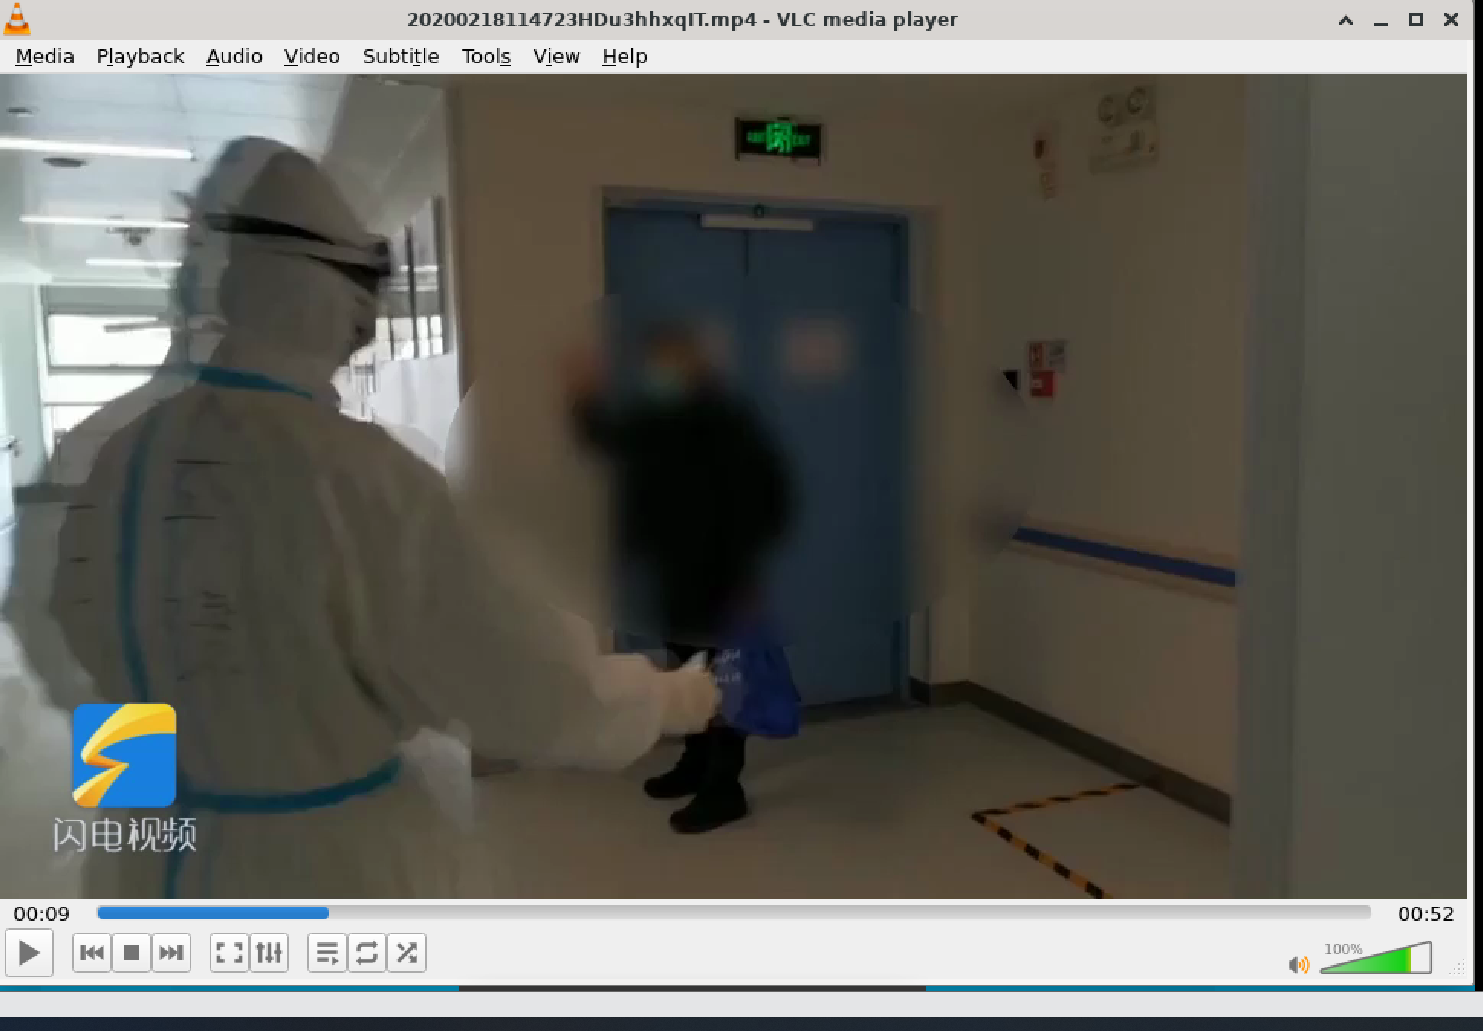 20200218114723HDu3hhxqIT.mp4 - VLC media player
Media Playback Audio Video Subtitle Tools View Help
EXIT
闪电视频
00:09
00:52
100%